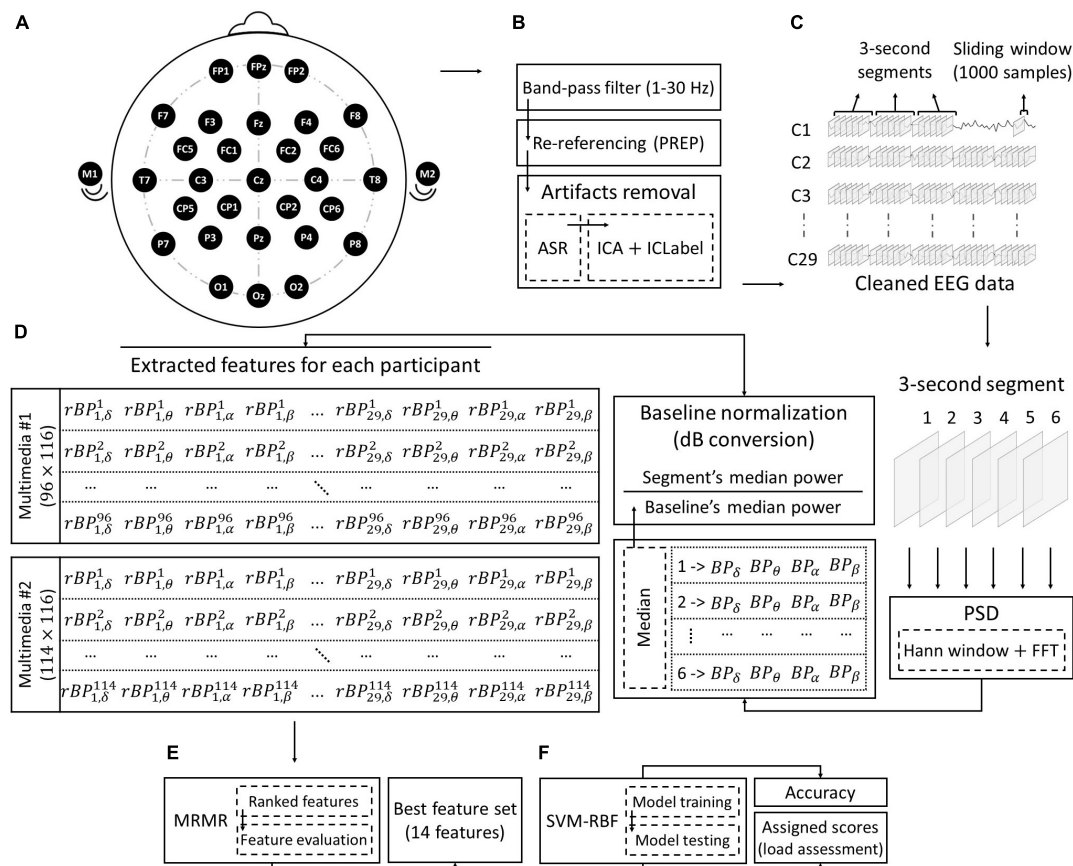 A
FP1 FPz FP2
F7 F3 Fz F4 F8
FC5 FC1 FC2 FC6
M1 T7 C3 Cz C4 T8 M2
CP5 CP1 CP2 CP6
P7 P3 Pz P4 P8
O1 Oz O2
B
Band-pass filter (1-30 Hz)
Re-referencing (PREP)
Artifacts removal
ASR ICA + ICLabel
C
3-second segments
Sliding window (1000 samples)
C1
C2
C3
C29
Cleaned EEG data
3-second segment
1 2 3 4 5 6
PSD
Hann window + FFT
D
Extracted features for each participant
Multimedia #1 (96 × 116)
rBP¹₁,δ rBP¹₁,θ rBP¹₁,α rBP¹₁,β ... rBP¹₂₉,δ rBP¹₂₉,θ rBP¹₂₉,α rBP¹₂₉,β
rBP²₁,δ rBP²₁,θ rBP²₁,α rBP²₁,β ... rBP²₂₉,δ rBP²₂₉,θ rBP²₂₉,α rBP²₂₉,β
... ... ... ... ... ... ... ...
rBP⁹⁶₁,δ rBP⁹⁶₁,θ rBP⁹⁶₁,α rBP⁹⁶₁,β ... rBP⁹⁶₂₉,δ rBP⁹⁶₂₉,θ rBP⁹⁶₂₉,α rBP⁹⁶₂₉,β
Multimedia #2 (114 × 116)
rBP¹₁,δ rBP¹₁,θ rBP¹₁,α rBP¹₁,β ... rBP¹₂₉,δ rBP¹₂₉,θ rBP¹₂₉,α rBP¹₂₉,β
rBP²₁,δ rBP²₁,θ rBP²₁,α rBP²₁,β ... rBP²₂₉,δ rBP²₂₉,θ rBP²₂₉,α rBP²₂₉,β
... ... ... ... ... ... ... ...
rBP¹¹⁴₁,δ rBP¹¹⁴₁,θ rBP¹¹⁴₁,α rBP¹¹⁴₁,β ... rBP¹¹⁴₂₉,δ rBP¹¹⁴₂₉,θ rBP¹¹⁴₂₉,α rBP¹¹⁴₂₉,β
Baseline normalization
(dB conversion)
Segment's median power
Baseline's median power
Median
1 -> BPδ BPθ BPα BPβ
2 -> BPδ BPθ BPα BPβ
... ... ... ...
6 -> BPδ BPθ BPα BPβ
E
MRMR
Ranked features
Feature evaluation
Best feature set
(14 features)
F
SVM-RBF
Model training
Model testing
Accuracy
Assigned scores
(load assessment)